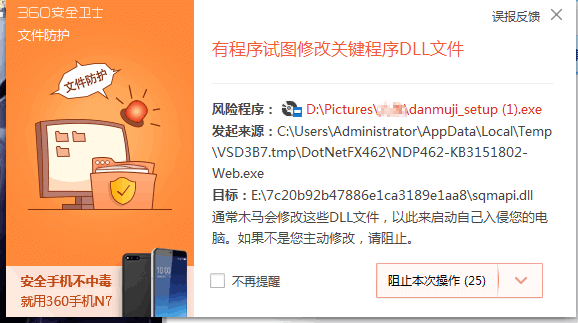 360安全卫士
误报反馈
文件防护
有程序试图修改关键程序DLL文件
文件防护
风险程序： D:\Pictures\ \danmuji_setup (1).exe
发起来源：C:\Users\Administrator\AppData\Local\Temp
\VSD3B7.tmp\DotNetFX462\NDP462-KB3151802-
Web.exe
目标：E:\7c20b92b47886e1ca3189e1aa8\sqmapi.dll
通常木马会修改这些DLL文件，以此来启动自己入侵您的电
脑。如果不是您主动修改，请阻止。
安全手机不中毒
就用360手机N7
不再提醒
阻止本次操作 (25)